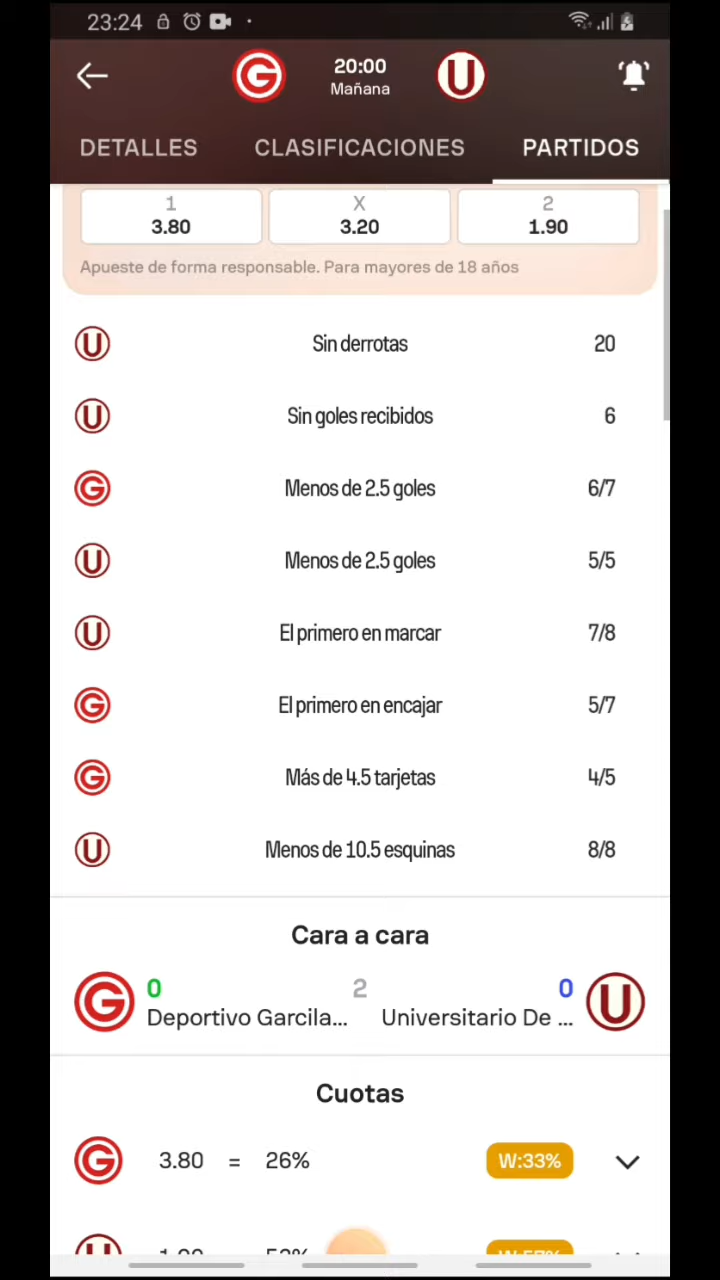 23:24
20:00
Mañana
DETALLES CLASIFICACIONES PARTIDOS
1 X 2
3.80 3.20 1.90
Apueste de forma responsable. Para mayores de 18 años
Sin derrotas 20
Sin goles recibidos 6
Menos de 2.5 goles 6/7
Menos de 2.5 goles 5/5
El primero en marcar 7/8
El primero en encajar 5/7
Más de 4.5 tarjetas 4/5
Menos de 10.5 esquinas 8/8
Cara a cara
0 2 0
Deportivo Garcila... Universitario De ...
Cuotas
3.80 = 26% W:33%